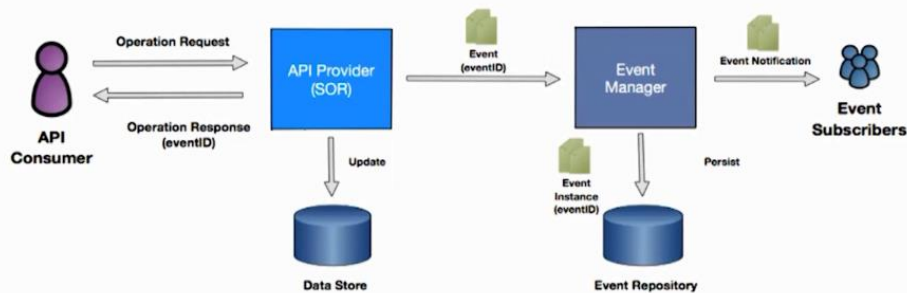 Operation Request
API Provider
(SOR)
Event
(eventID)
Event
Manager
Event Notification
API
Consumer
Operation Response
(eventID)
Event
Subscribers
Update
Persist
Event
Instance
(eventID)
Data Store
Event Repository